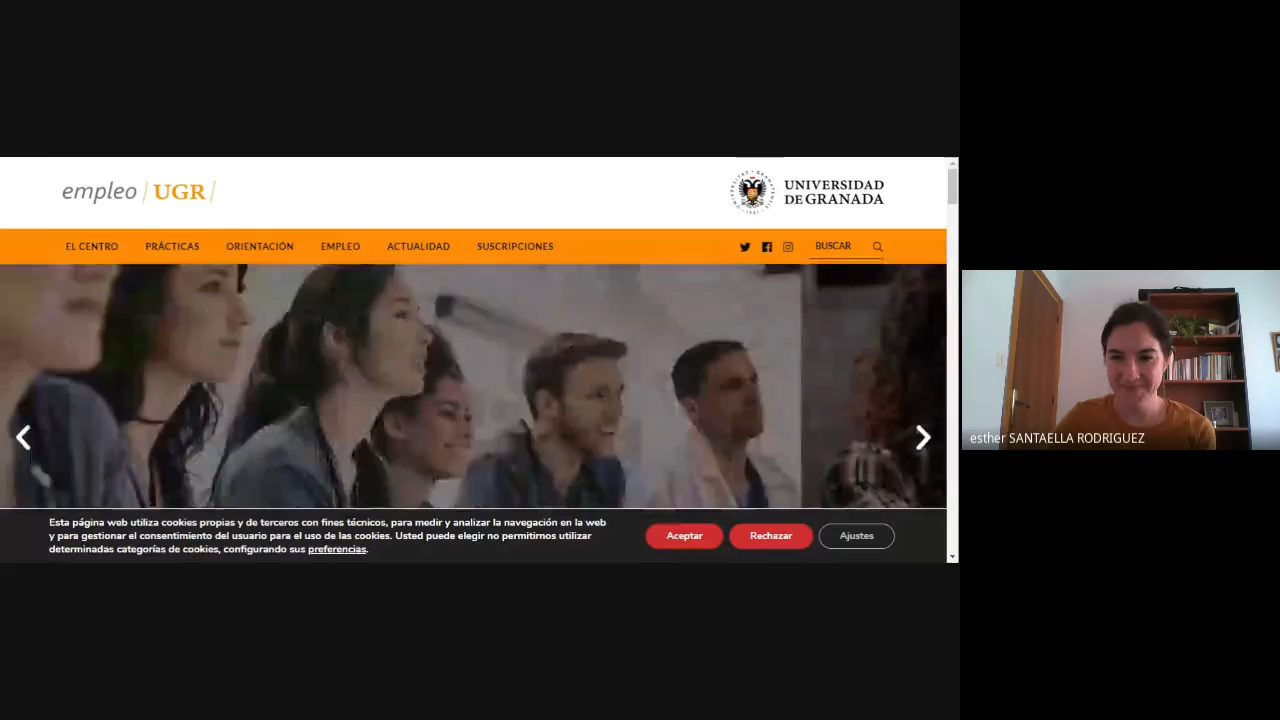 empleo / UGR /
UNIVERSIDAD
DE GRANADA
EL CENTRO PRÁCTICAS ORIENTACIÓN EMPLEO ACTUALIDAD SUSCRIPCIONES BUSCAR
esther SANTAELLA RODRIGUEZ
Esta página web utiliza cookies propias y de terceros con fines técnicos, para medir y analizar la navegación en la web
y para gestionar el consentimiento del usuario para el uso de las cookies. Usted puede elegir no permitirnos utilizar
determinadas categorías de cookies, configurando sus preferencias.
Aceptar Rechazar Ajustes